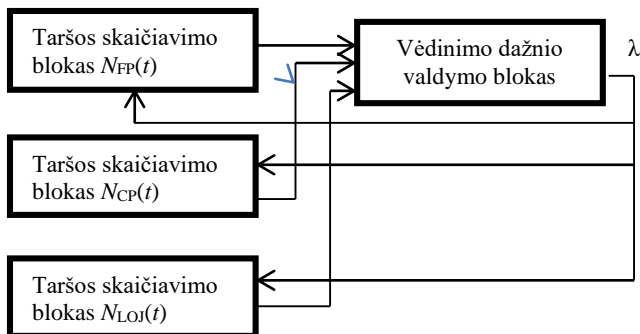 Taršos skaičiavimo
blokas NFP(t)
Vėdinimo dažnio
valdymo blokas
λ
Taršos skaičiavimo
blokas NCP(t)
Taršos skaičiavimo
blokas NLOJ(t)